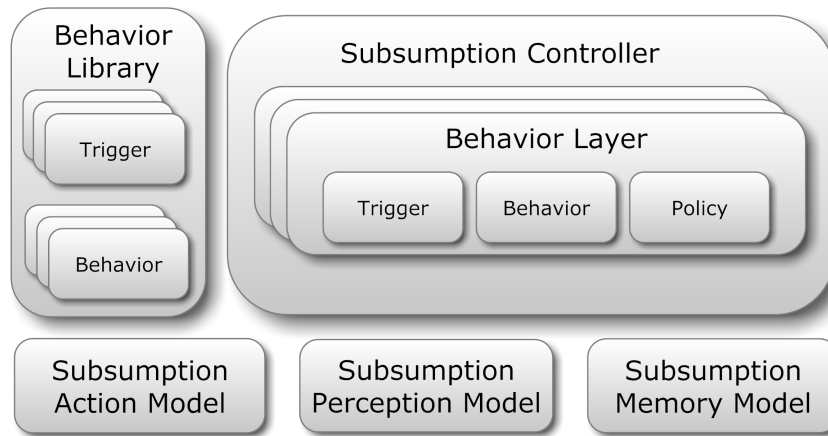 Behavior
Library
Trigger
Behavior
Subsumption Controller
Behavior Layer
Trigger
Behavior
Policy
Subsumption
Action Model
Subsumption
Perception Model
Subsumption
Memory Model